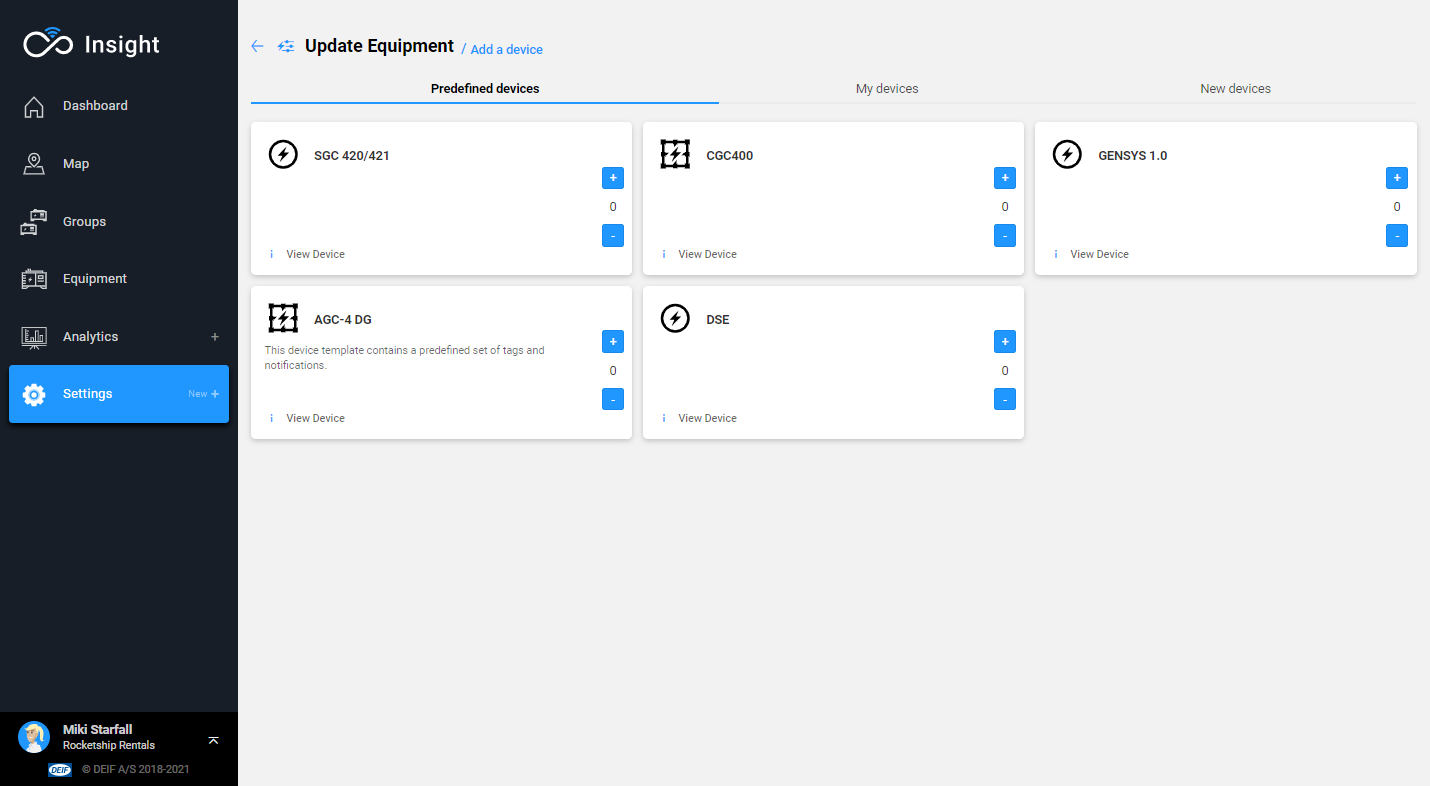 Insight
Dashboard
Map
Groups
Equipment
Analytics +
Settings New +
Miki Starfall
Rocketship Rentals
DEIF © DEIF A/S 2018-2021
Update Equipment / Add a device
Predefined devices My devices New devices
SGC 420/421
+
0
-
i View Device
CGC400
+
0
-
i View Device
GENSYS 1.0
+
0
-
i View Device
AGC-4 DG
This device template contains a predefined set of tags and
notifications.
+
0
-
i View Device
DSE
+
0
-
i View Device